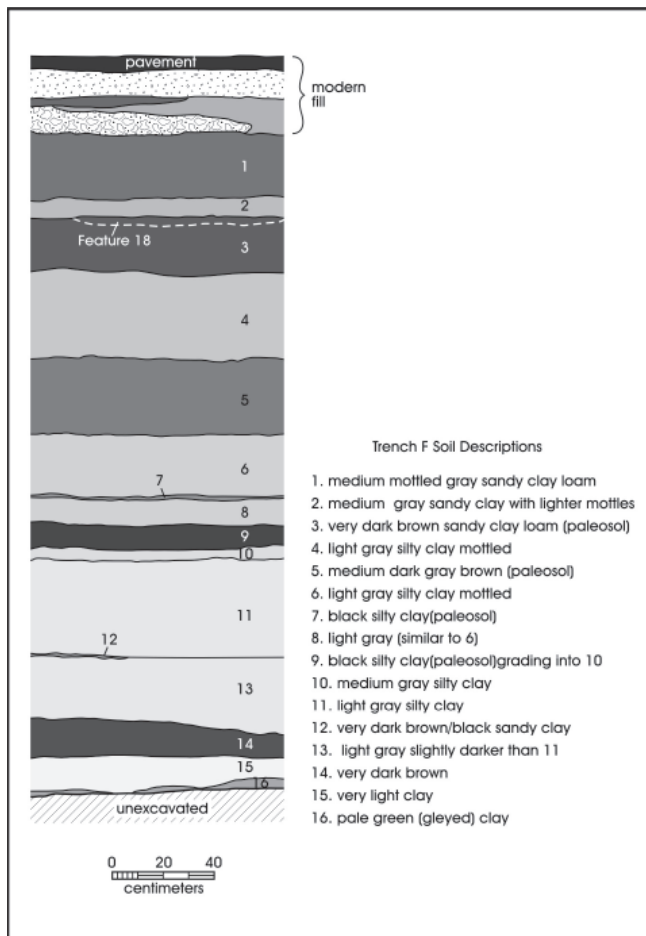 pavement
modern
fill
1
2
Feature 18
3
4
5
6
7
8
9
10
11
12
13
14
15
16
unexcavated
0 20 40
centimeters
Trench F Soil Descriptions
1. medium mottled gray sandy clay loam
2. medium gray sandy clay with lighter mottles
3. very dark brown sandy clay loam (paleosol)
4. light gray silty clay mottled
5. medium dark gray brown (paleosol)
6. light gray silty clay mottled
7. black silty clay(paleosol)
8. light gray (similar to 6)
9. black silty clay(paleosol)grading into 10
10. medium gray silty clay
11. light gray silty clay
12. very dark brown/black sandy clay
13. light gray slightly darker than 11
14. very dark brown
15. very light clay
16. pale green (gleyed) clay